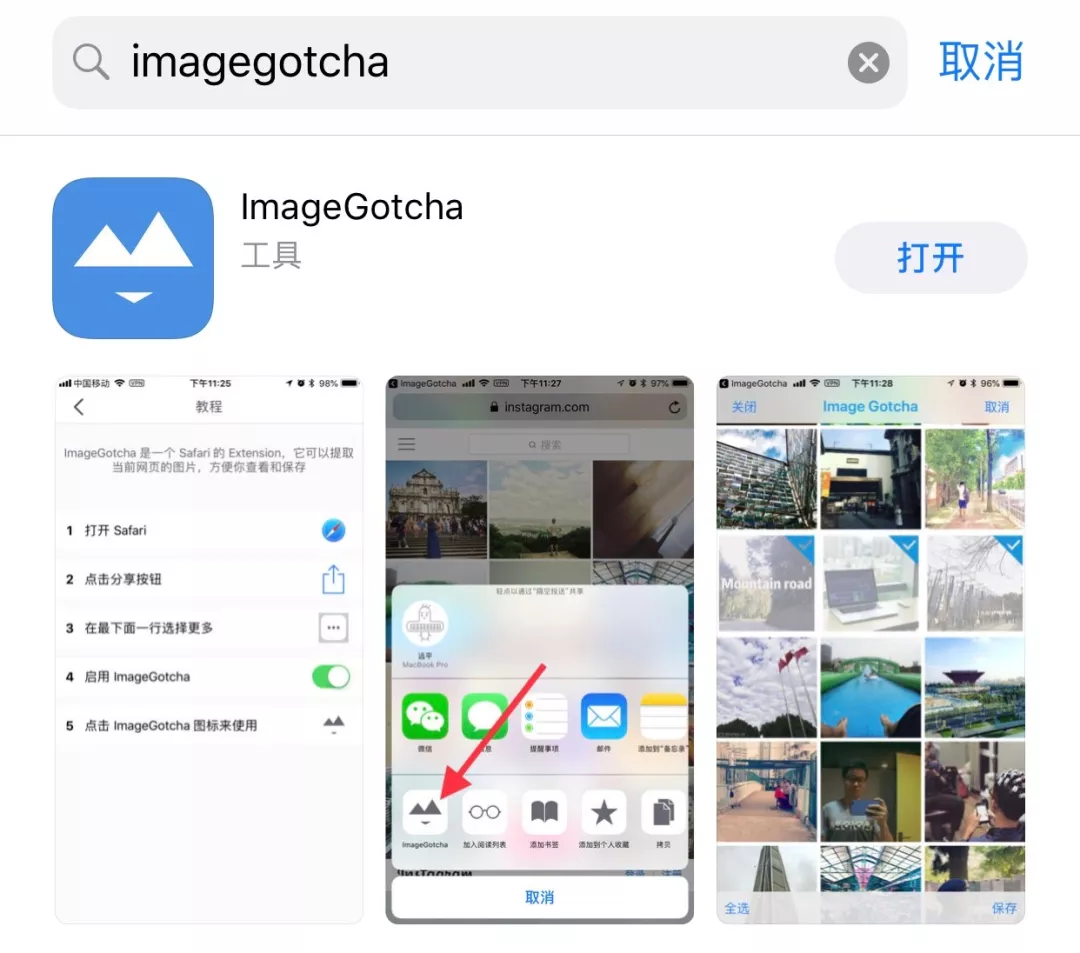 imagegotcha
取消
ImageGotcha
工具
打开
中国移动 VPN 下午11:25 98%
教程
ImageGotcha 是一个 Safari 的 Extension，它可以提取
当前网页的图片，方便你查看和保存
1 打开 Safari
2 点击分享按钮
3 在最下面一行选择更多
4 启用 ImageGotcha
5 点击 ImageGotcha 图标来使用
ImageGotcha VPN 下午11:27 97%
instagram.com
搜索
轻点以通过“隔空投送”共享
MacBook Pro
微信
提醒事项
邮件
添加到“备忘录”
ImageGotcha
加入阅读列表
添加书签
添加到个人收藏
拷贝
Instagram
登录 注册
取消
ImageGotcha VPN 下午11:28 96%
关闭
Image Gotcha
取消
Mountain road
全选
保存